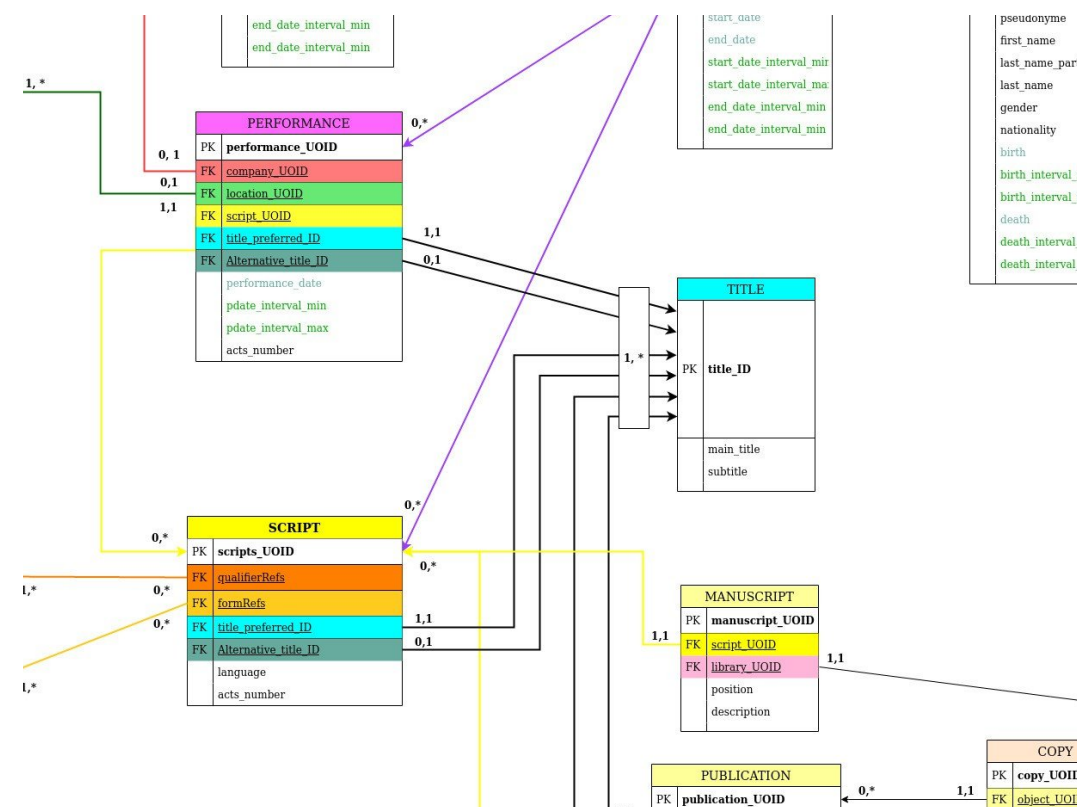 end_date_interval_min
end_date_interval_min
1, *
0, 1
0,1
1,1
PERFORMANCE
0,*
PK performance_UOID
FK company_UOID
FK location_UOID
FK script_UOID
FK title_preferred_ID
FK Alternative_title_ID
performance_date
pdate_interval_min
pdate_interval_max
acts_number
1,1
0,1
start_date
end_date
start_date_interval_min
start_date_interval_ma
end_date_interval_min
end_date_interval_min
pseudonyme
first_name
last_name_par
last_name
gender
nationality
birth
birth_interval_
birth_interval_
death
death_interval
death_interval_
TITLE
1, *
PK title_ID
main_title
subtitle
0,*
0,*
SCRIPT
PK scripts_UOID
FK qualifierRefs
FK formRefs
FK title_preferred_ID
FK Alternative_title_ID
language
acts_number
0,*
0,*
0,*
1,1
0,1
1,*
1,*
MANUSCRIPT
PK manuscript_UOID
FK script_UOID
FK library_UOID
position
description
1,1
1,1
PUBLICATION
PK publication_UOID
0,*
1,1
COPY
PK copy_UOID
FK object_UOI